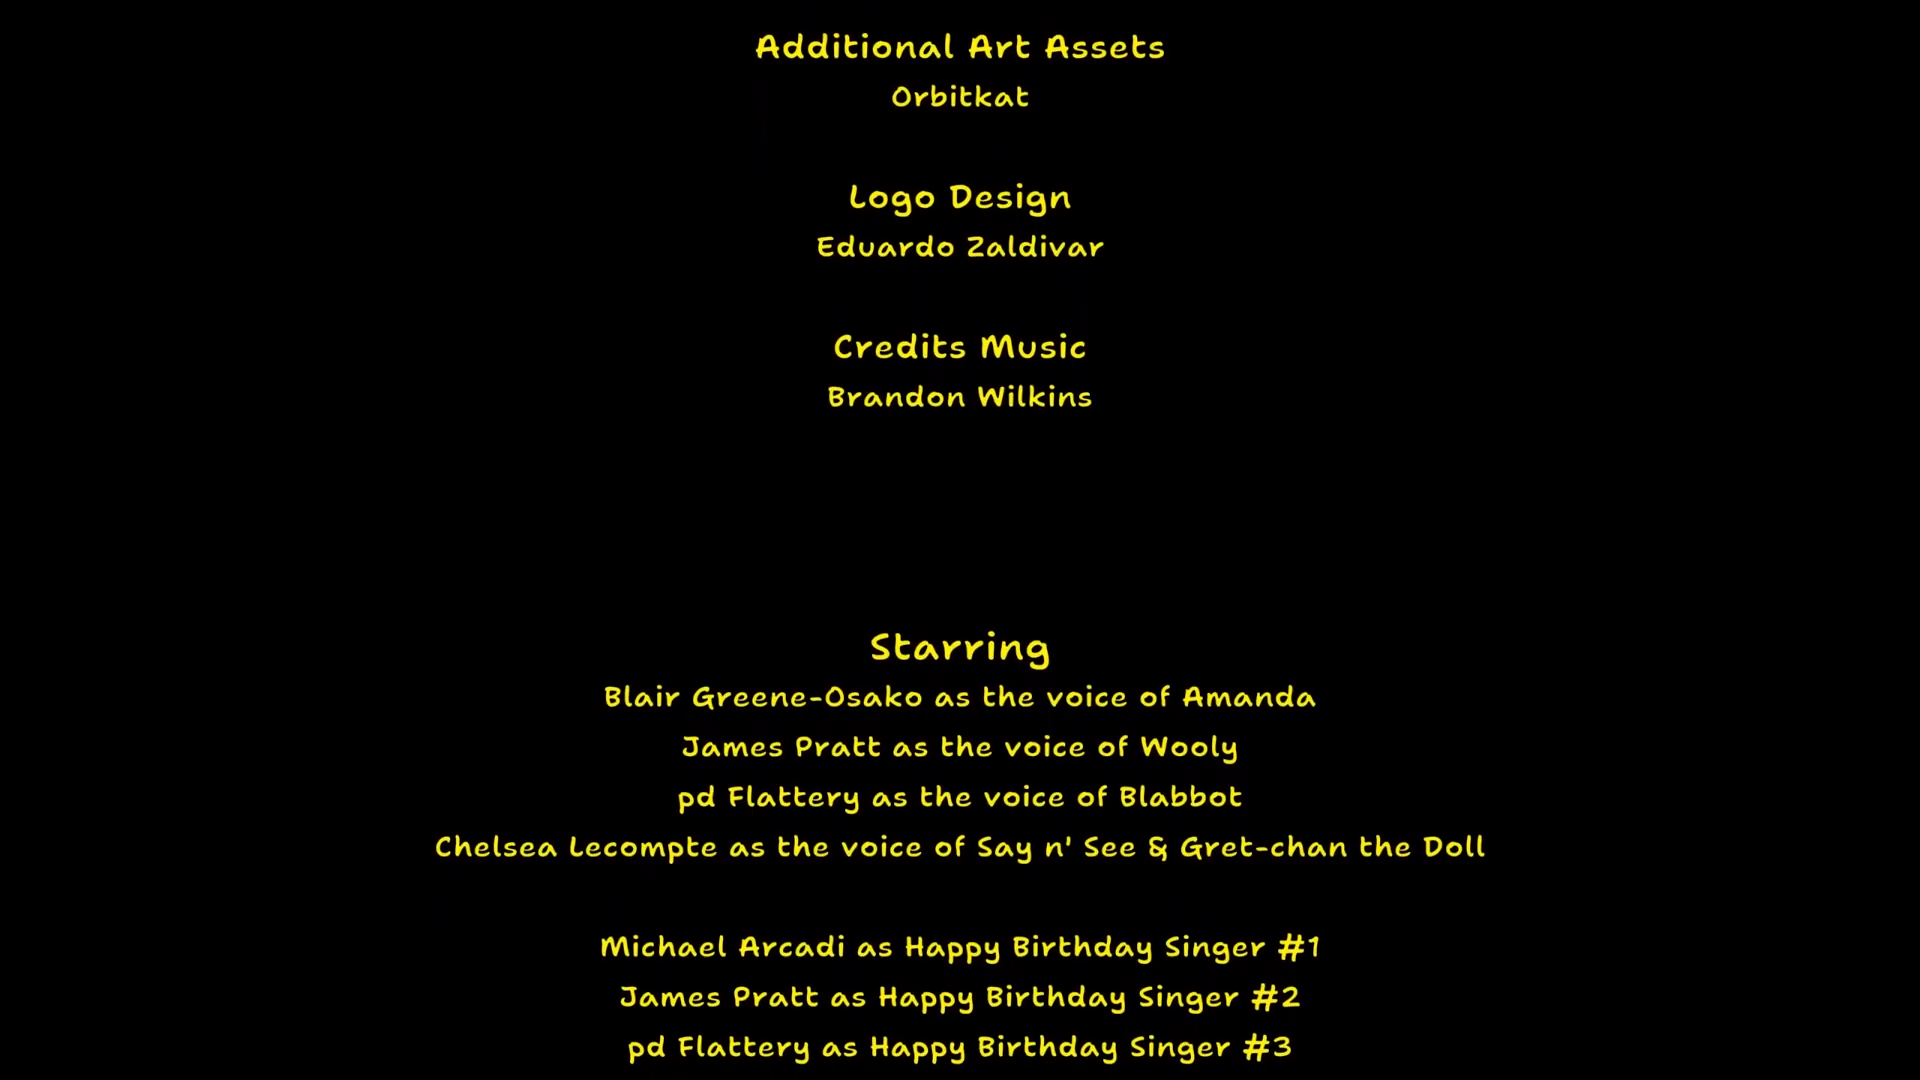 Additional Art Assets
Orbitkat
Logo Design
Eduardo Zaldivar
Credits Music
Brandon Wilkins
Starring
Blair Greene-Osako as the voice of Amanda
James Pratt as the voice of Wooly
pd Flattery as the voice of Blabbot
Chelsea Lecompte as the voice of Say n' See & Gret-chan the Doll
Michael Arcadi as Happy Birthday Singer #1
James Pratt as Happy Birthday Singer #2
pd Flattery as Happy Birthday Singer #3